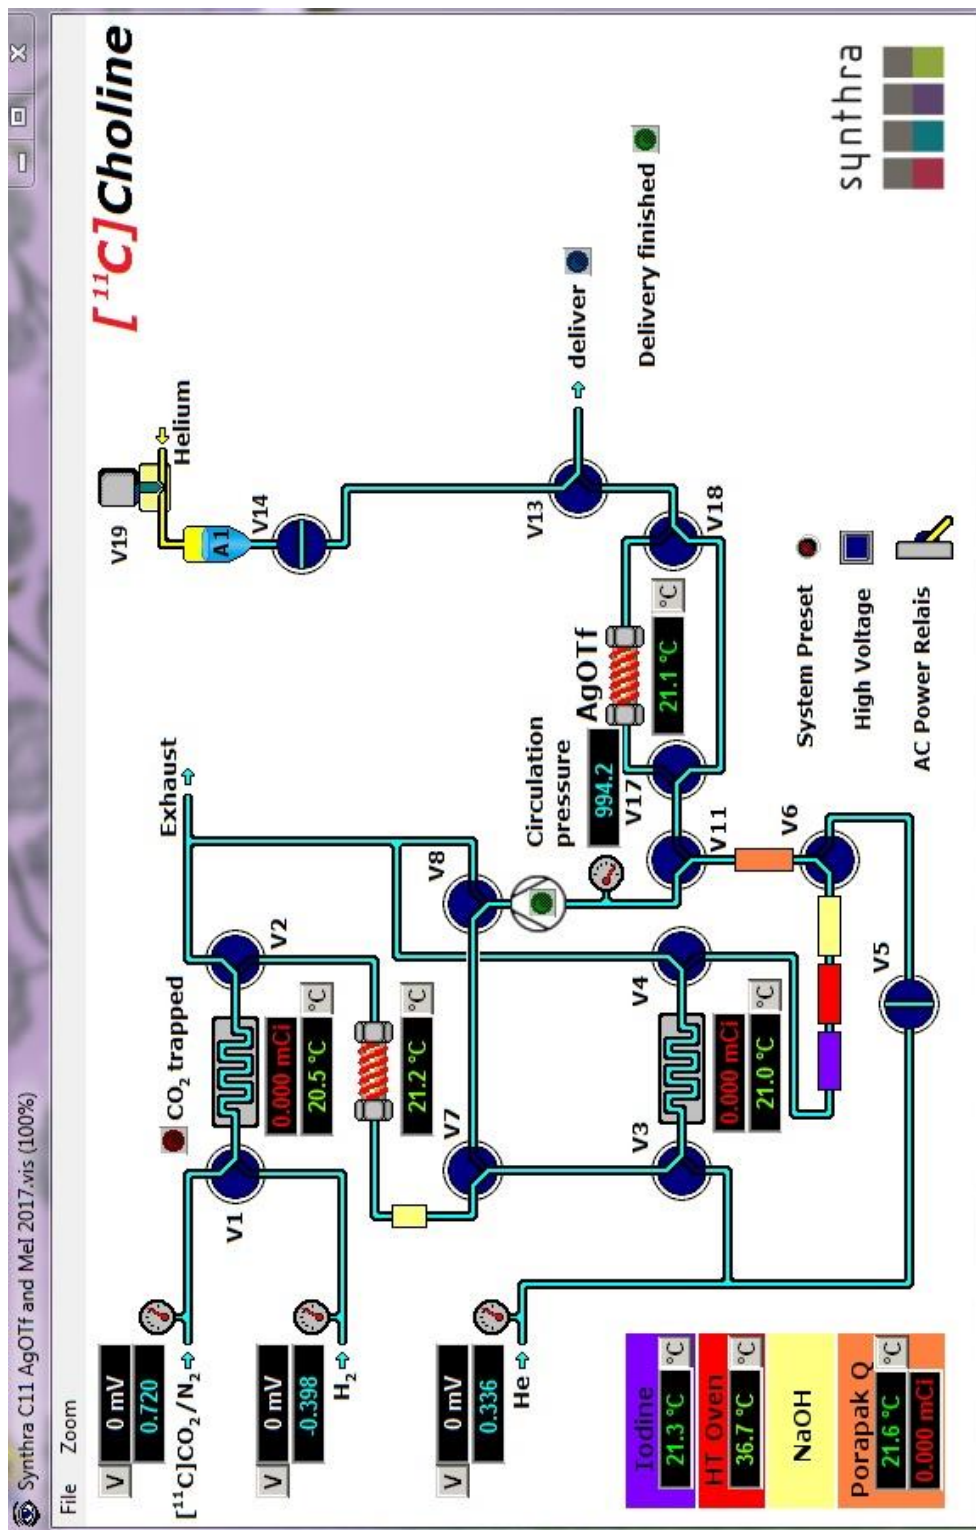 Synthra C11 AgOTf and MeI 2017.vis (100%)
File Zoom
[¹¹C]Choline
V 0 mV
0.720
[¹¹C]CO₂/N₂
V 0 mV
-0.398
H₂
V 0 mV
0.336
He
CO₂ trapped
V1
V2
0.000 mCi
20.5 °C °C
21.2 °C °C
Exhaust
V19
Helium
A1
V14
V7
V8
Circulation
pressure
994.2
V13
deliver
Delivery finished
V3
V4
0.000 mCi
21.0 °C °C
AgOTf
V17
V18
21.1 °C °C
V11
V6
V5
Iodine
21.3 °C °C
HT Oven
36.7 °C °C
NaOH
Porapak Q
21.6 °C °C
0.000 mCi
System Preset
High Voltage
AC Power Relais
synthra